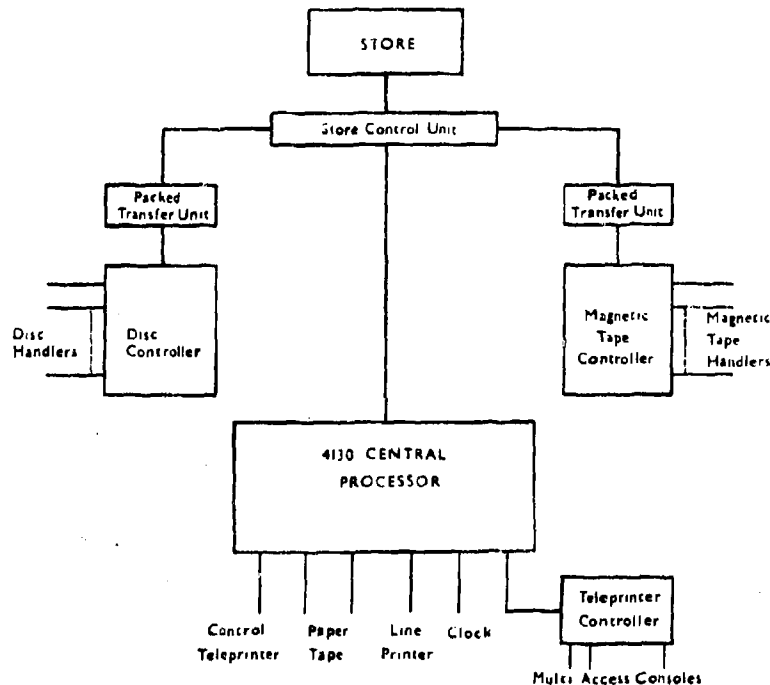 STORE
Store Control Unit
Packed
Transfer Unit
Packed
Transfer Unit
Disc
Handlers
Disc
Controller
Magnetic
Tape
Controller
Magnetic
Tape
Handlers
4130 CENTRAL
PROCESSOR
Control
Teleprinter
Paper
Tape
Line
Printer
Clock
Teleprinter
Controller
Multi Access Consoles